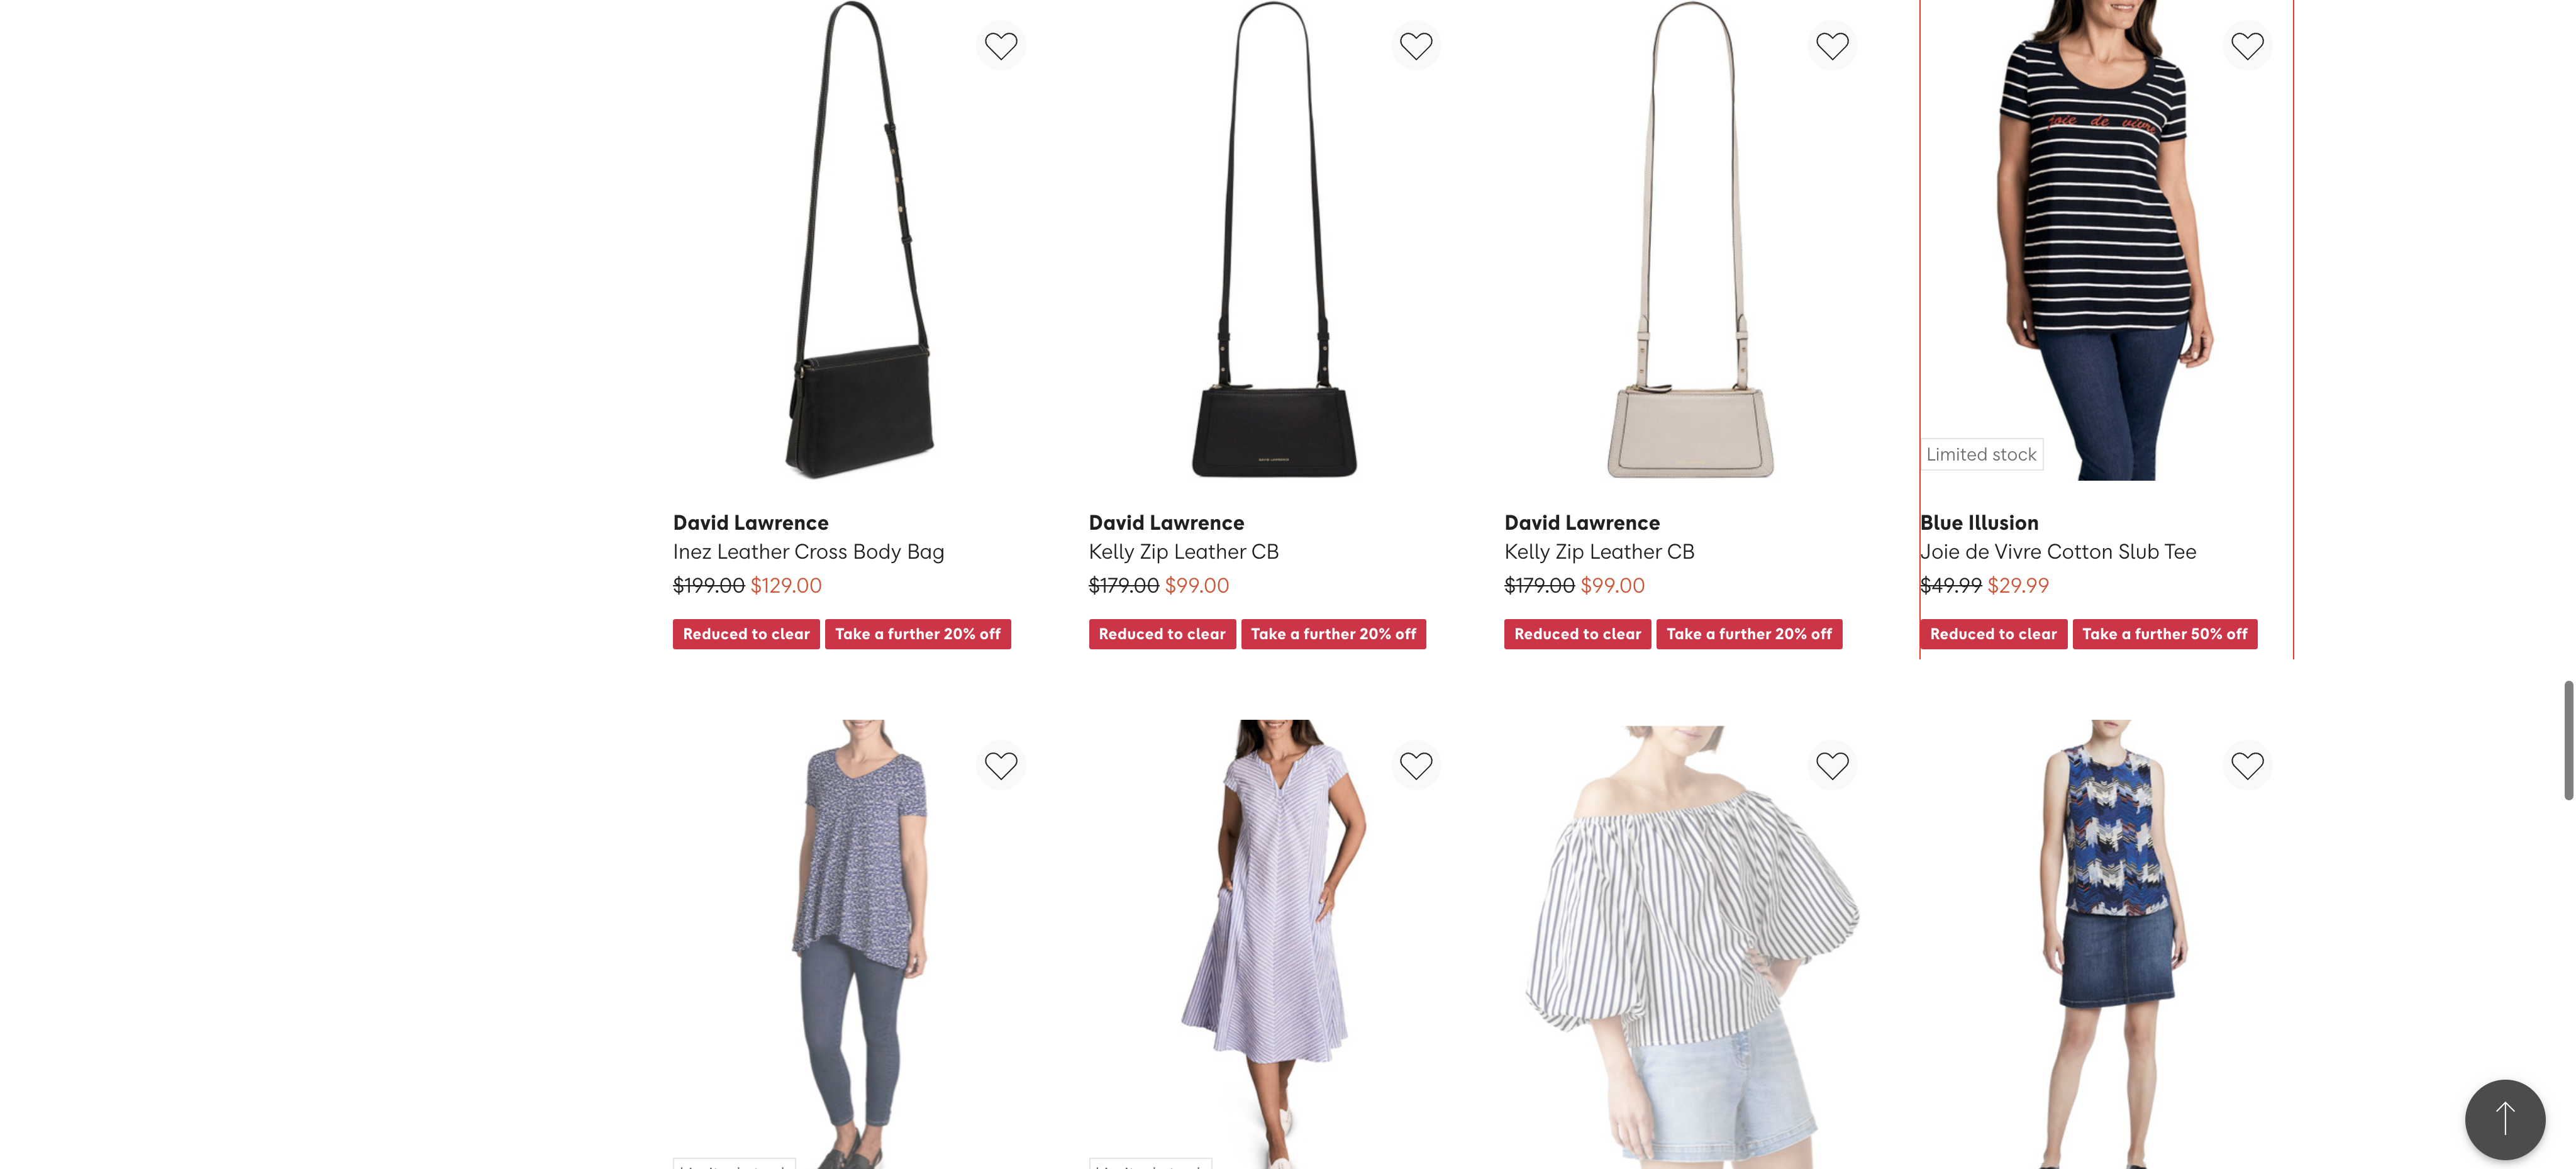 joie de vivre
DAVID LAWRENCE
Limited stock
David Lawrence
Inez Leather Cross Body Bag
$199.00 $129.00
Reduced to clear
Take a further 20% off
David Lawrence
Kelly Zip Leather CB
$179.00 $99.00
Reduced to clear
Take a further 20% off
David Lawrence
Kelly Zip Leather CB
$179.00 $99.00
Reduced to clear
Take a further 20% off
Blue Illusion
Joie de Vivre Cotton Slub Tee
$49.99 $29.99
Reduced to clear
Take a further 50% off